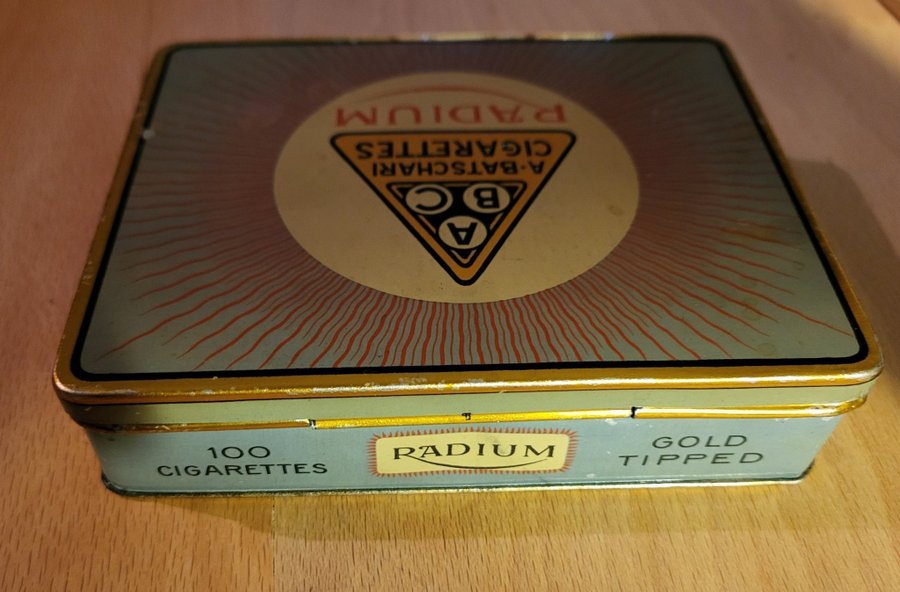 RADIUM
A·BATSCHARI
CIGARETTES
A
B C
100
CIGARETTES
RADIUM
GOLD
TIPPED